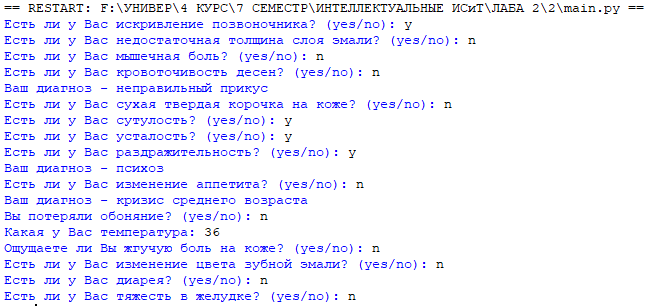 == RESTART: F:\УНИВЕР\4 КУРС\7 СЕМЕСТР\ИНТЕЛЛЕКТУАЛЬНЫЕ ИСиТ\ЛАБА 2\2\main.py ==
Есть ли у Вас искривление позвоночника? (yes/no): y
Есть ли у Вас недостаточная толщина слоя эмали? (yes/no): n
Есть ли у Вас мышечная боль? (yes/no): n
Есть ли у Вас кровоточивость десен? (yes/no): n
Ваш диагноз - неправильный прикус
Есть ли у Вас сухая твердая корочка на коже? (yes/no): n
Есть ли у Вас сутулость? (yes/no): y
Есть ли у Вас усталость? (yes/no): y
Есть ли у Вас раздражительность? (yes/no): y
Ваш диагноз - психоз
Есть ли у Вас изменение аппетита? (yes/no): n
Ваш диагноз - кризис среднего возраста
Вы потеряли обоняние? (yes/no): n
Какая у Вас температура: 36
Ощущаете ли Вы жгучую боль на коже? (yes/no): n
Есть ли у Вас изменение цвета зубной эмали? (yes/no): n
Есть ли у Вас диарея? (yes/no): n
Есть ли у Вас тяжесть в желудке? (yes/no): n